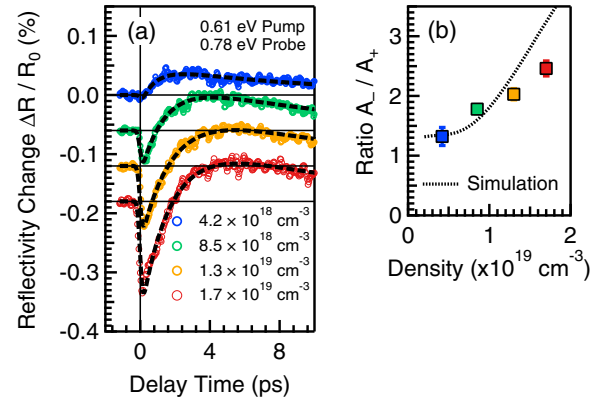 (a)
0.61 eV Pump
0.78 eV Probe
Reflectivity Change ΔR / R₀ (%)
0.1
0.0
-0.1
-0.2
-0.3
-0.4
4.2 × 10¹⁸ cm⁻³
8.5 × 10¹⁸ cm⁻³
1.3 × 10¹⁹ cm⁻³
1.7 × 10¹⁹ cm⁻³
0
4
8
Delay Time (ps)
(b)
Ratio A₋ / A₊
3
2
1
0
Simulation
0
1
2
Density (x10¹⁹ cm⁻³)